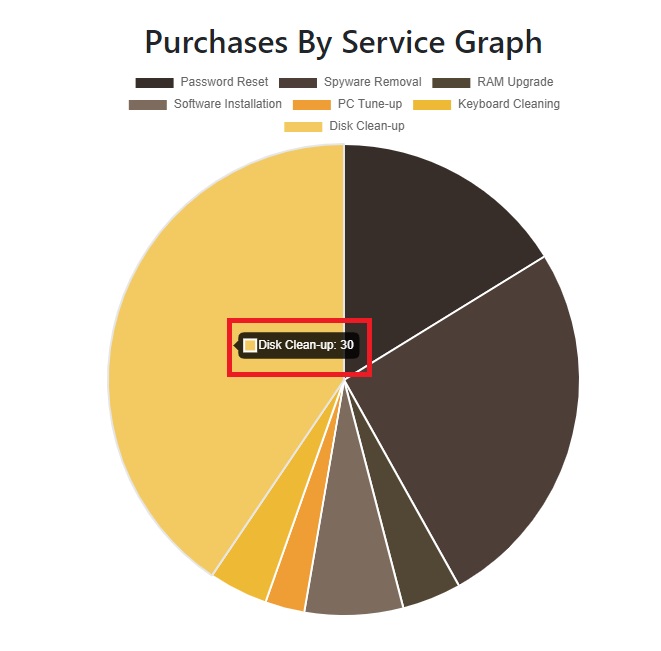 Purchases By Service Graph
Password Reset Spyware Removal RAM Upgrade
Software Installation PC Tune-up Keyboard Cleaning
Disk Clean-up
Disk Clean-up: 30